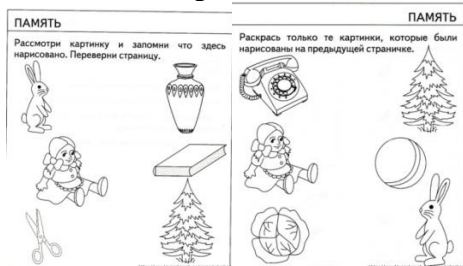 ПАМЯТЬ
Рассмотри картинку и запомни что здесь
нарисовано. Переверни страницу.
ПАМЯТЬ
Раскрась только те картинки, которые были
нарисованы на предыдущей страничке.